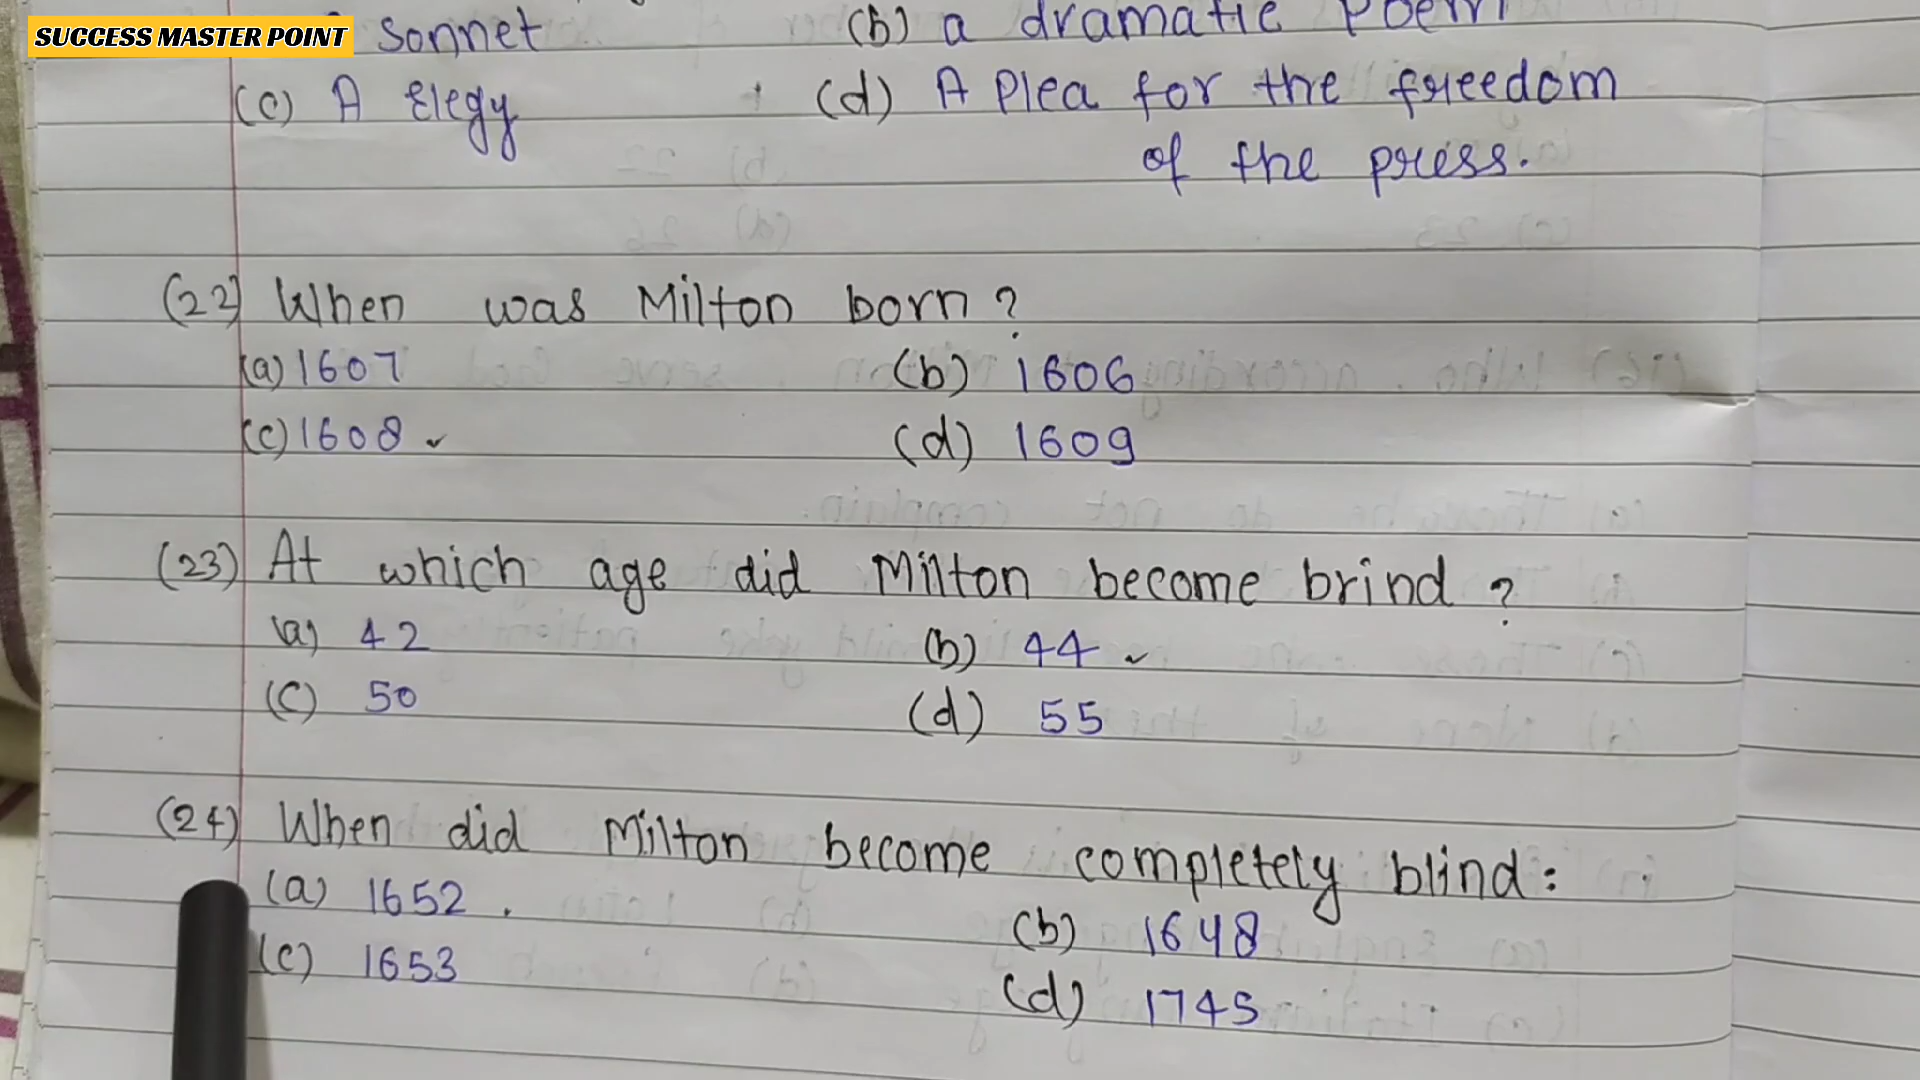 SUCCESS MASTER POINT
Sonnet (b) a dramatic Poem
(c) A Elegy (d) A Plea for the freedom
of the press.
(22) When was Milton born?
(a) 1607 (b) 1606
(c) 1608 ✓ (d) 1609
(23) At which age did Milton become brind?
(a) 42 (b) 44 ✓
(c) 50 (d) 55
(24) When did Milton become completely blind:
(a) 1652 .
(b) 1648
(c) 1653
(d) 1745